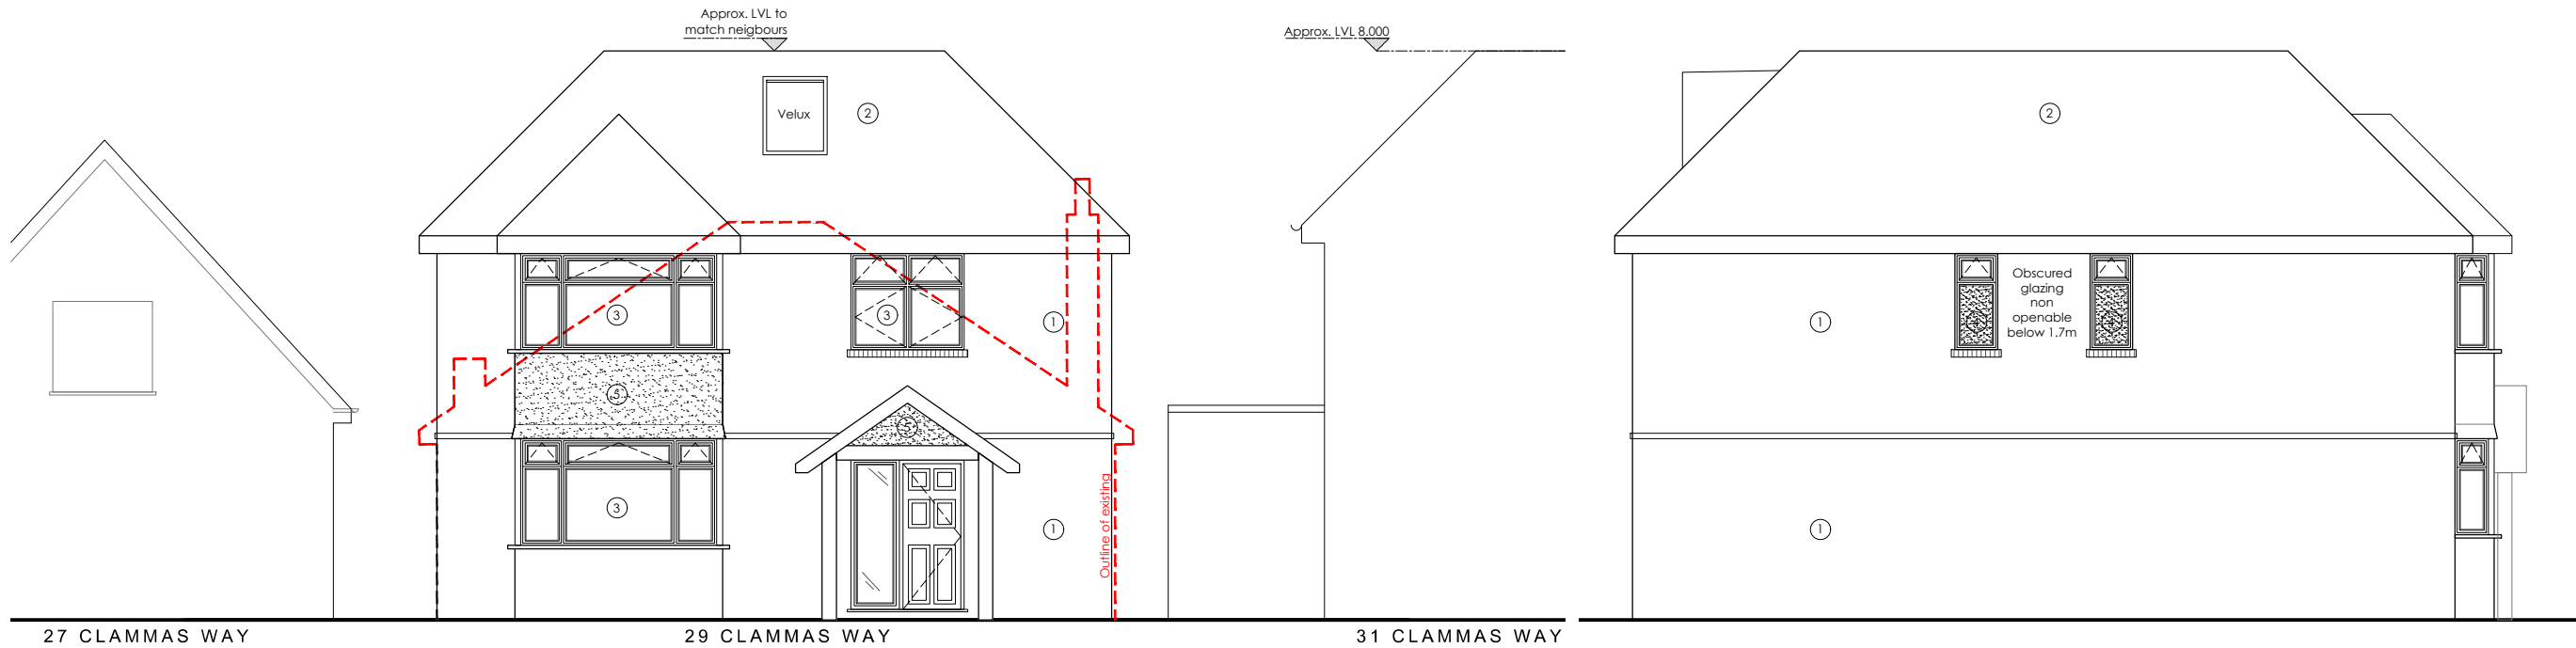 Approx. LVL to
match neigbours
Approx. LVL 8.000
Velux
2
2
3
3
1
Obscured
glazing
non
openable
below 1.7m
1
5
5
3
1
Outline of existing
1
27 CLAMMAS WAY
29 CLAMMAS WAY
31 CLAMMAS WAY